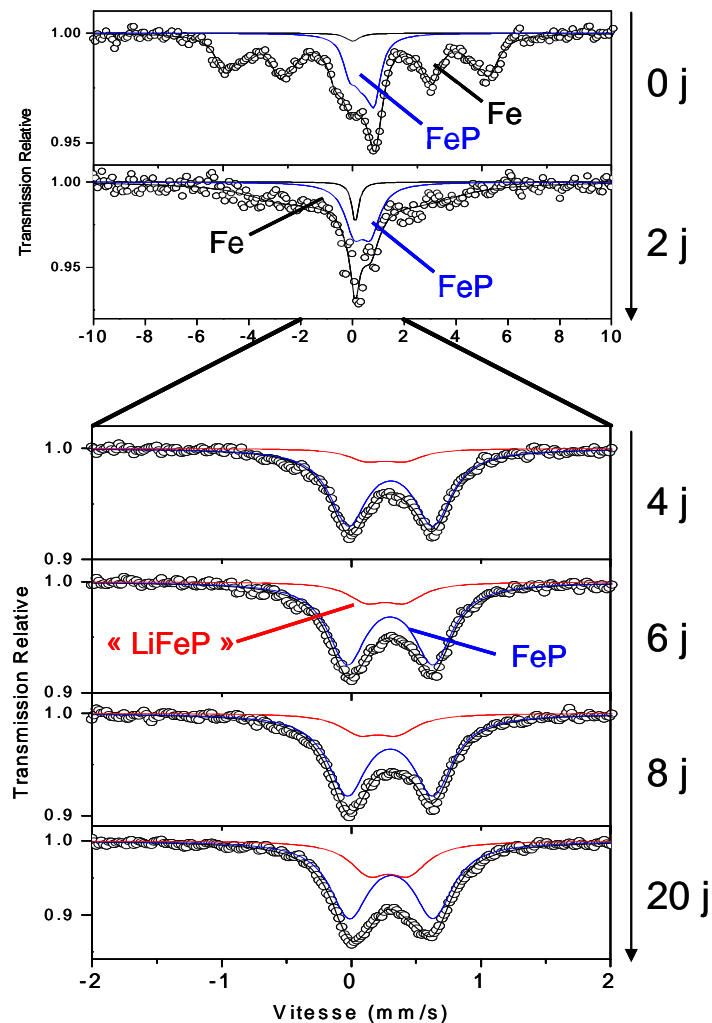 1.00
0.95
Transmission Relative
FeP
Fe
0 j
1.00
0.95
Fe
FeP
2 j
-10 -8 -6 -4 -2 0 2 4 6 8 10
1.0
0.9
4 j
1.0
0.9
« LiFeP »
FeP
6 j
Transmission Relative
1.0
0.9
8 j
1.0
0.9
20 j
-2 -1 0 1 2
Vitesse (mm/s)